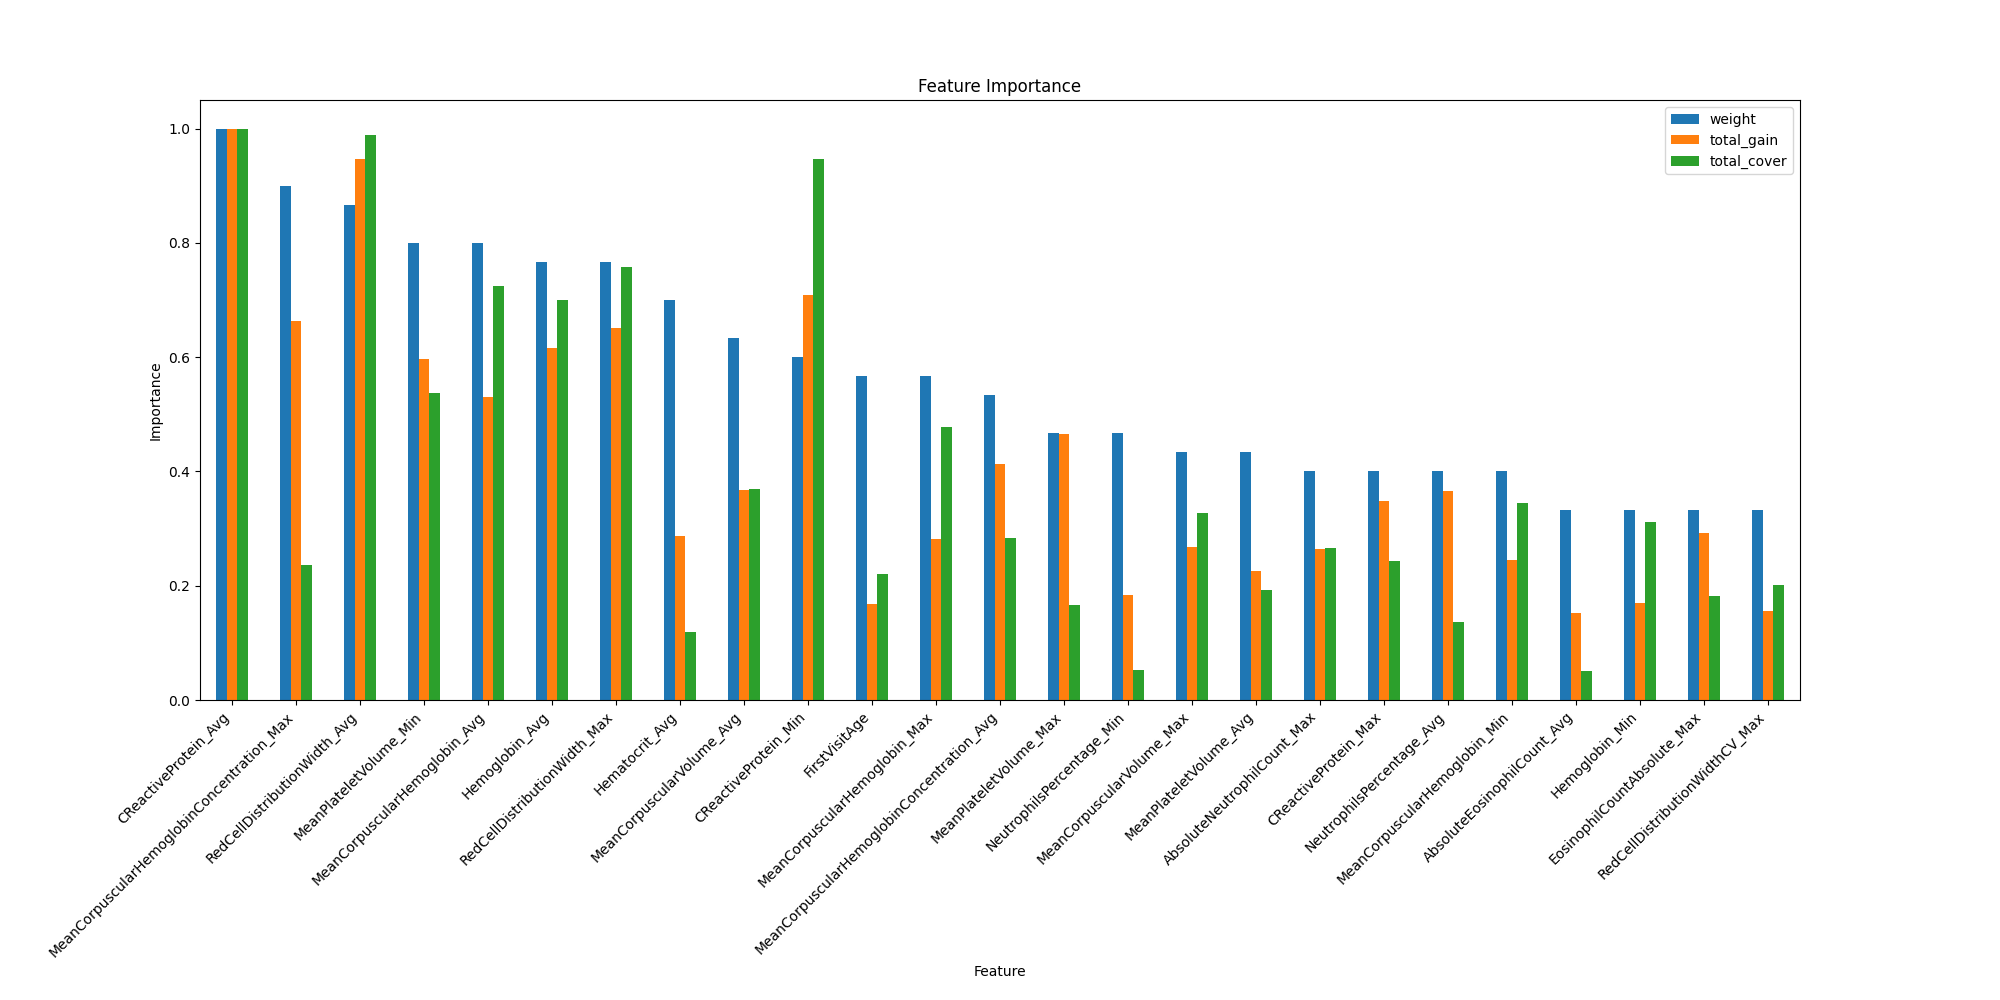 Feature Importance
weight
total_gain
total_cover
Importance
1.0
0.8
0.6
0.4
0.2
0.0
CReactiveProtein_Avg
MeanCorpuscularHemoglobinConcentration_Max
RedCellDistributionWidth_Avg
MeanPlateletVolume_Min
MeanCorpuscularHemoglobin_Avg
Hemoglobin_Avg
RedCellDistributionWidth_Max
Hematocrit_Avg
MeanCorpuscularVolume_Avg
CReactiveProtein_Min
FirstVisitAge
MeanCorpuscularHemoglobin_Max
MeanCorpuscularHemoglobinConcentration_Avg
MeanPlateletVolume_Max
NeutrophilsPercentage_Min
MeanCorpuscularVolume_Max
MeanPlateletVolume_Avg
AbsoluteNeutrophilCount_Max
CReactiveProtein_Max
NeutrophilsPercentage_Avg
MeanCorpuscularHemoglobin_Min
AbsoluteEosinophilCount_Avg
Hemoglobin_Min
EosinophilCountAbsolute_Max
RedCellDistributionWidthCV_Max
Feature